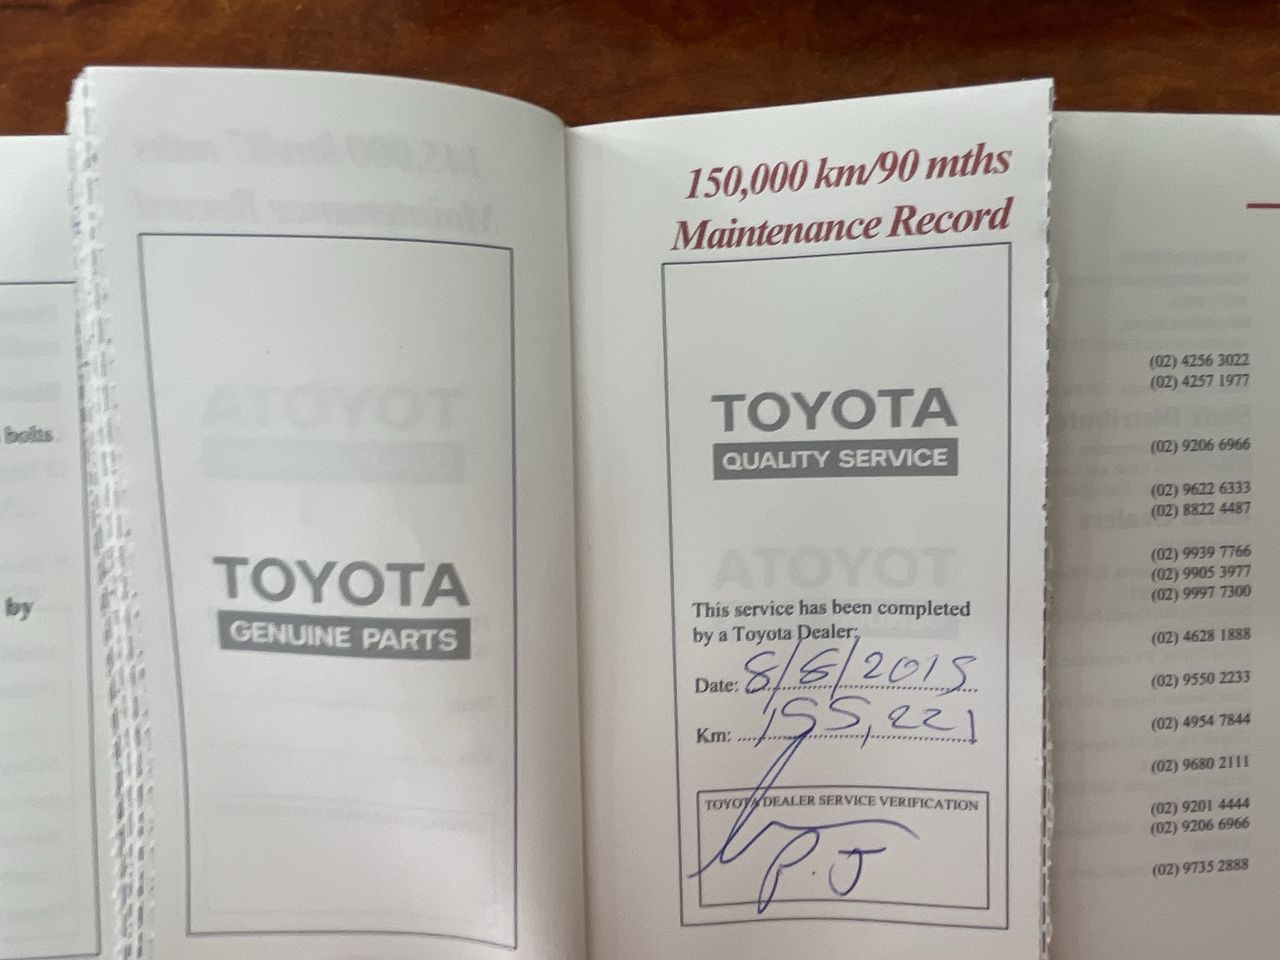 bolts
by
TOYOTA
GENUINE PARTS
150,000 km/90 mths
Maintenance Record
TOYOTA
QUALITY SERVICE
This service has been completed
by a Toyota Dealer:
Date: 8/8/2015
Km: 155,221
TOYOTA DEALER SERVICE VERIFICATION
P. J
(02) 4256 3022
(02) 4257 1977
(02) 9206 6966
(02) 9622 6333
(02) 8822 4487
(02) 9939 7766
(02) 9905 3977
(02) 9997 7300
(02) 4628 1888
(02) 9550 2233
(02) 4954 7844
(02) 9680 2111
(02) 9201 4444
(02) 9206 6966
(02) 9735 2888